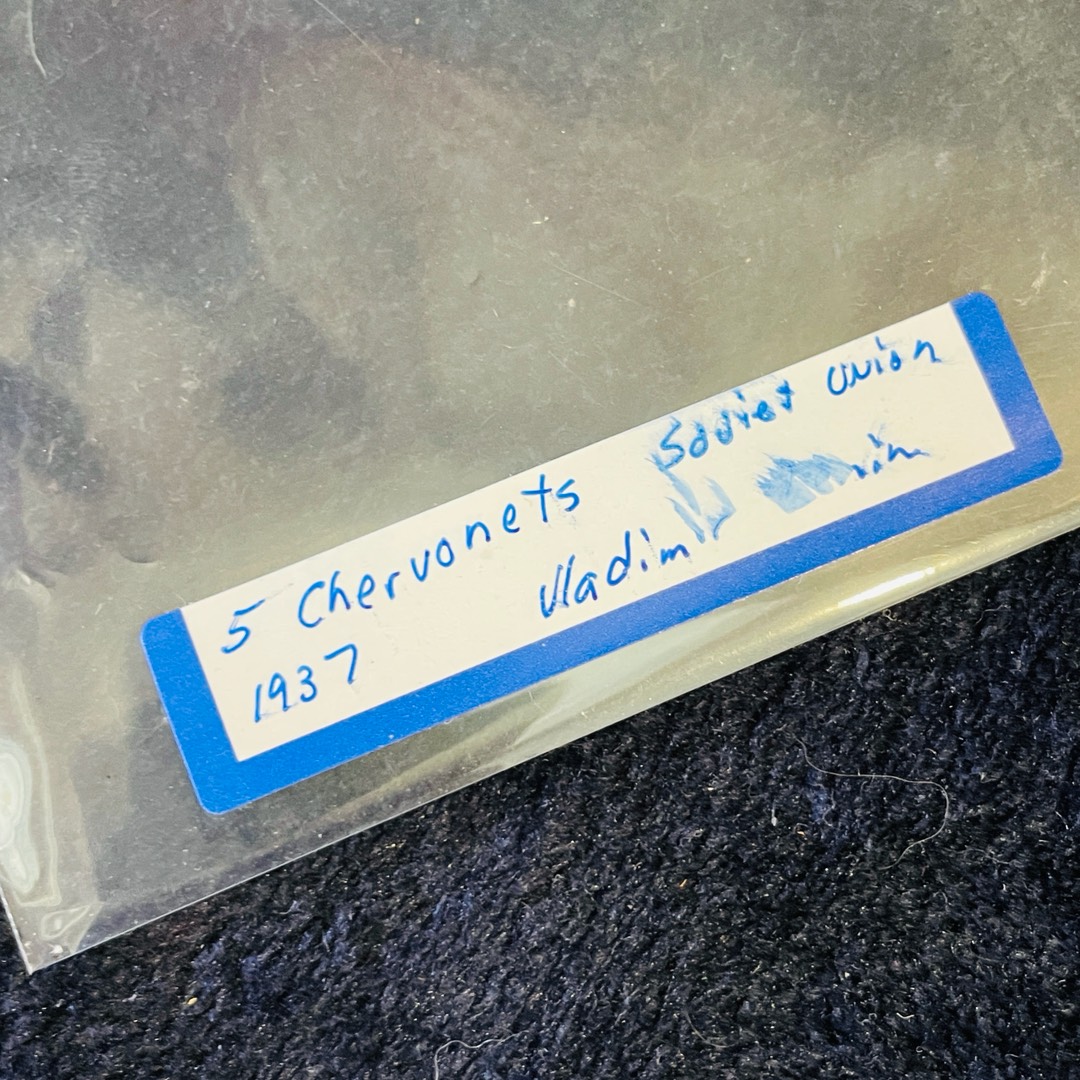 5 Chervonets Soviet Union
1937 Vladim